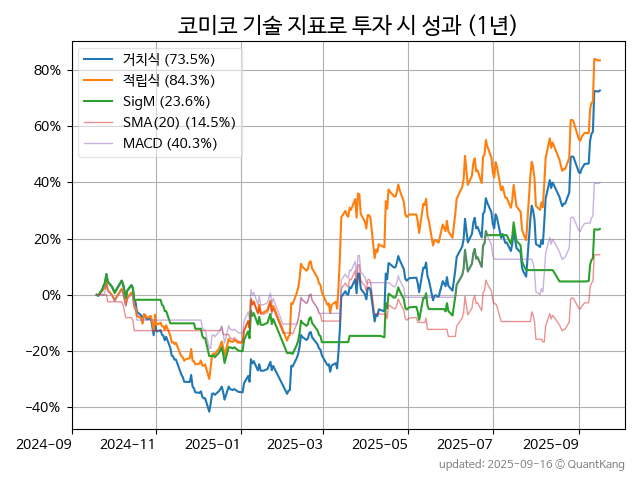 코미코 기술 지표로 투자 시 성과 (1년)
거치식 (73.5%)
적립식 (84.3%)
SigM (23.6%)
SMA(20) (14.5%)
MACD (40.3%)
80%
60%
40%
20%
0%
−20%
−40%
2024-09 2024-11 2025-01 2025-03 2025-05 2025-07 2025-09
updated: 2025-09-16 © QuantKang